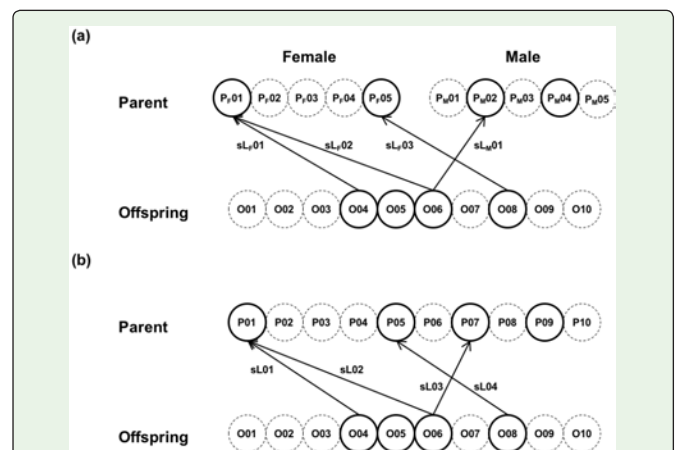 (a)
Female Male
Parent PF01 PF02 PF03 PF04 PF05 PM01 PM02 PM03 PM04 PM05
sLF01 sLF02 sLF03 sLM01
Offspring O01 O02 O03 O04 O05 O06 O07 O08 O09 O10
(b)
Parent P01 P02 P03 P04 P05 P06 P07 P08 P09 P10
sL01 sL02 sL03 sL04
Offspring O01 O02 O03 O04 O05 O06 O07 O08 O09 O10